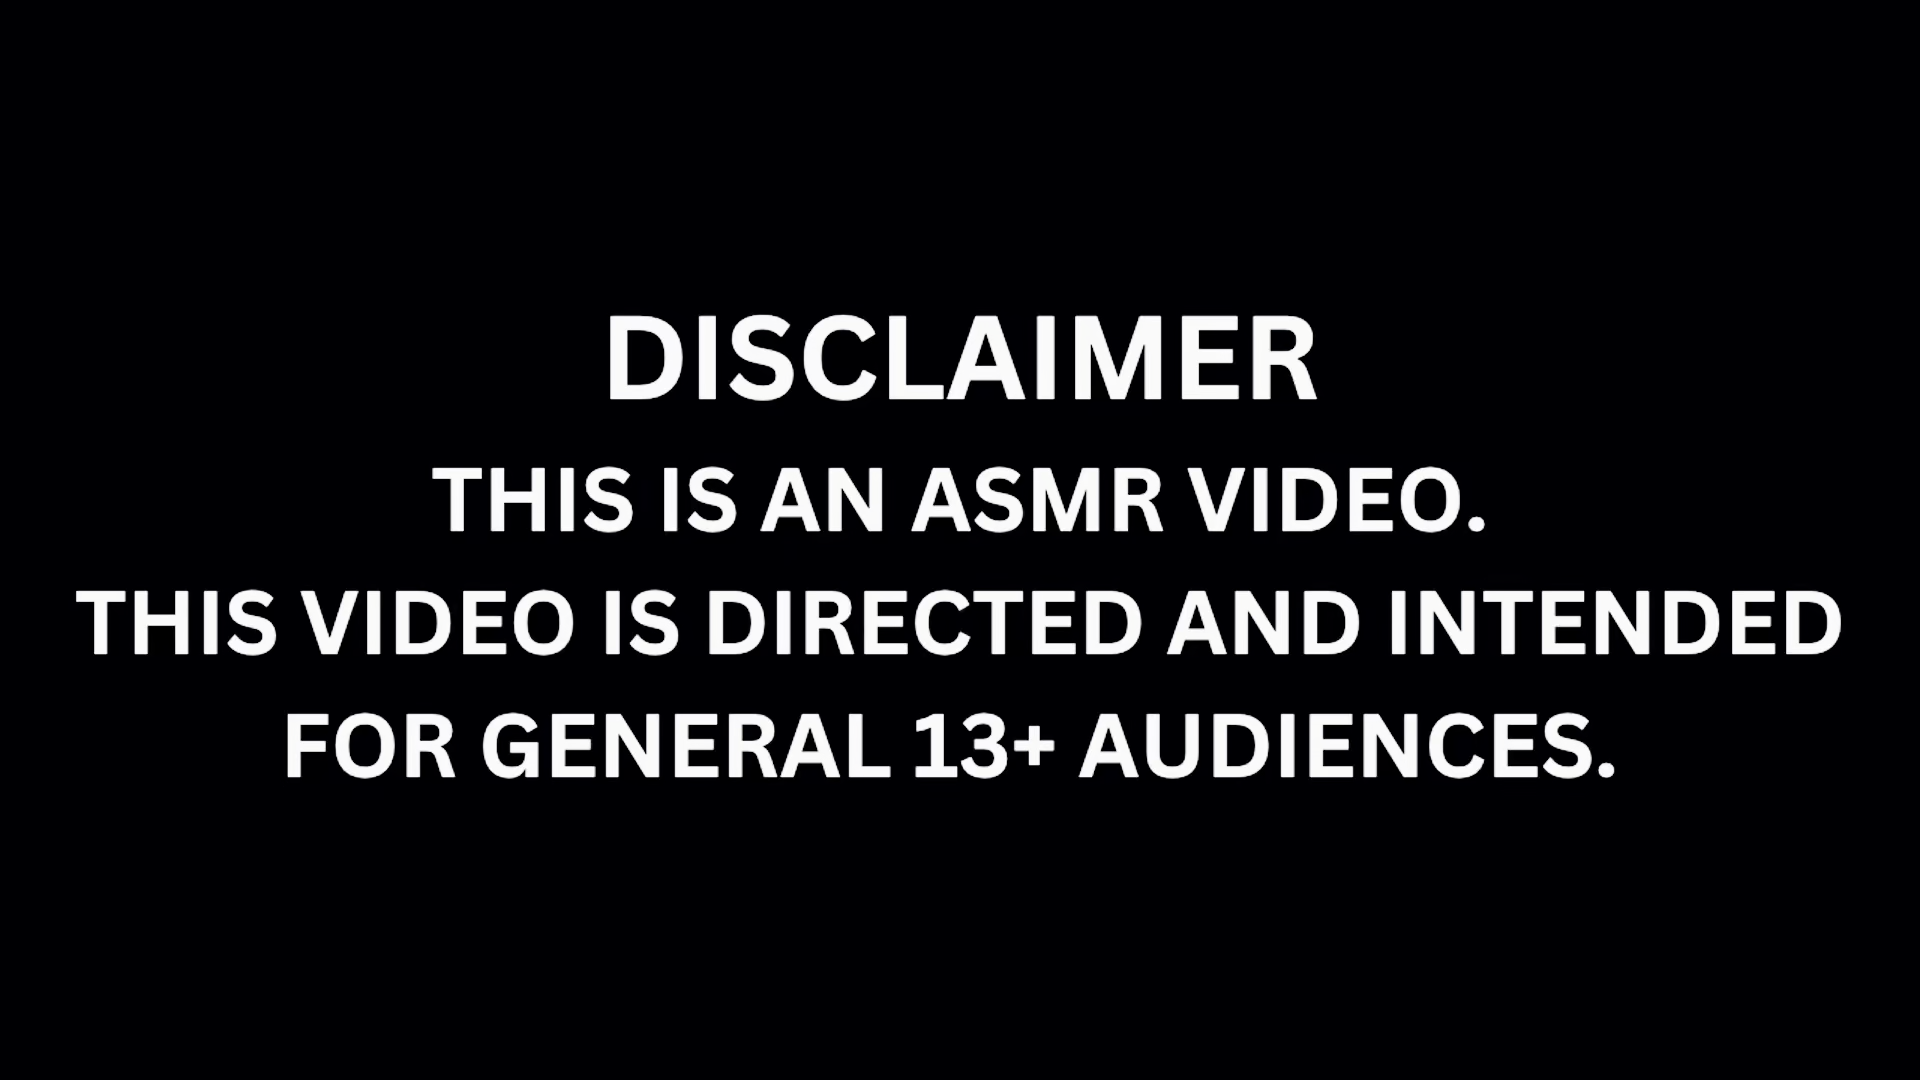 DISCLAIMER
THIS IS AN ASMR VIDEO.
THIS VIDEO IS DIRECTED AND INTENDED
FOR GENERAL 13+ AUDIENCES.